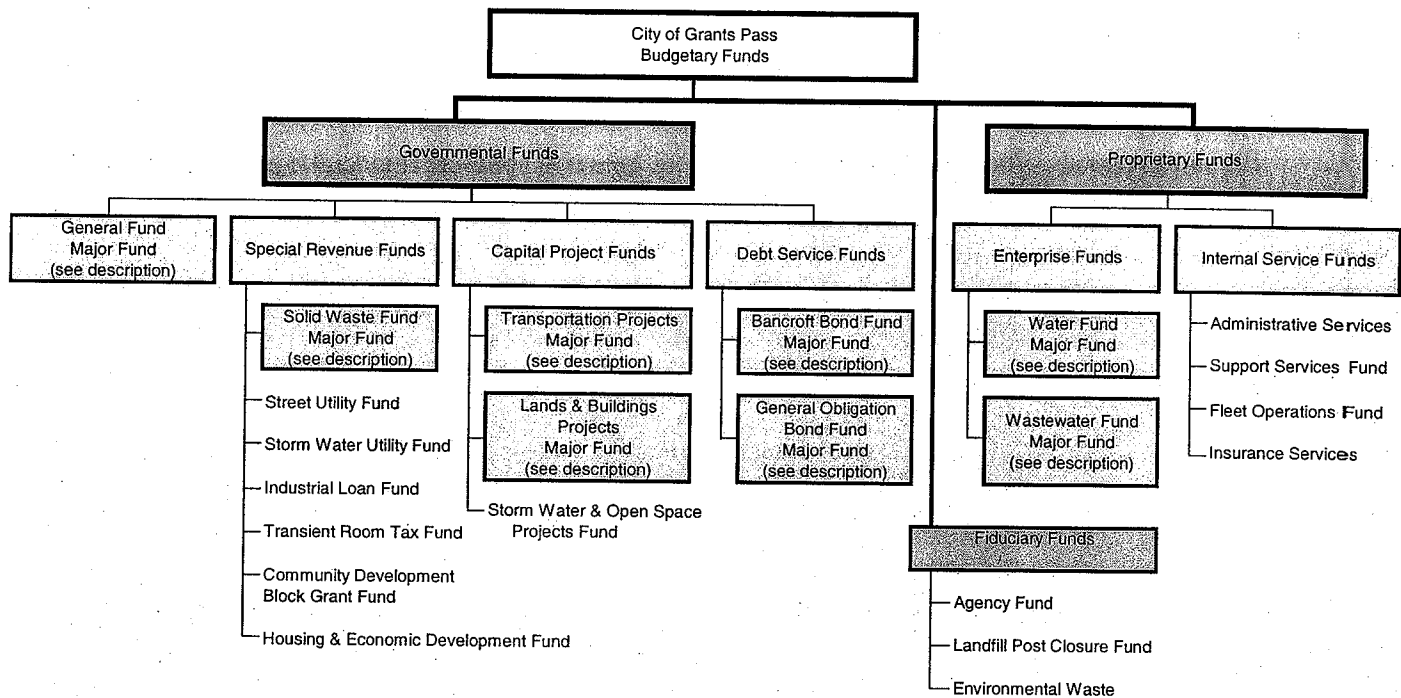 City of Grants Pass
Budgetary Funds
Governmental Funds
Proprietary Funds
General Fund
Major Fund
(see description)
Special Revenue Funds
Capital Project Funds
Debt Service Funds
Enterprise Funds
Internal Service Funds
Solid Waste Fund
Major Fund
(see description)
Street Utility Fund
Storm Water Utility Fund
Industrial Loan Fund
Transient Room Tax Fund
Community Development
Block Grant Fund
Housing & Economic Development Fund
Transportation Projects
Major Fund
(see description)
Lands & Buildings
Projects
Major Fund
(see description)
Storm Water & Open Space
Projects Fund
Bancroft Bond Fund
Major Fund
(see description)
General Obligation
Bond Fund
Major Fund
(see description)
Water Fund
Major Fund
(see description)
Wastewater Fund
Major Fund
(see description)
Administrative Services
Support Services Fund
Fleet Operations Fund
Insurance Services
Fiduciary Funds
Agency Fund
Landfill Post Closure Fund
Environmental Waste